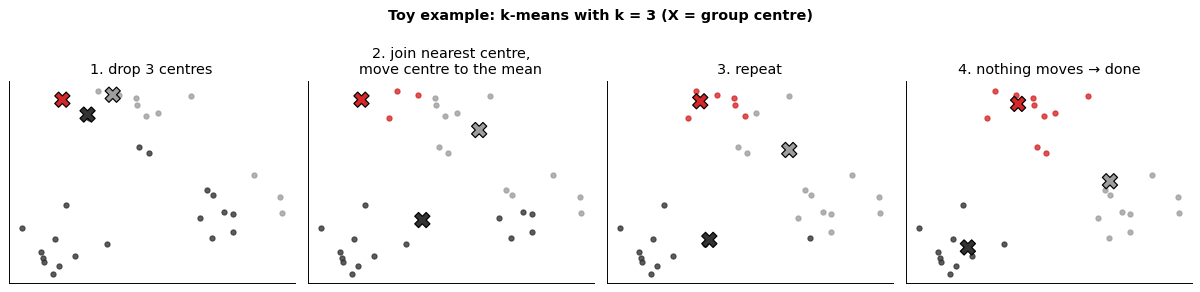 Toy example: k-means with k = 3 (X = group centre)
1. drop 3 centres
2. join nearest centre,
move centre to the mean
3. repeat
4. nothing moves → done